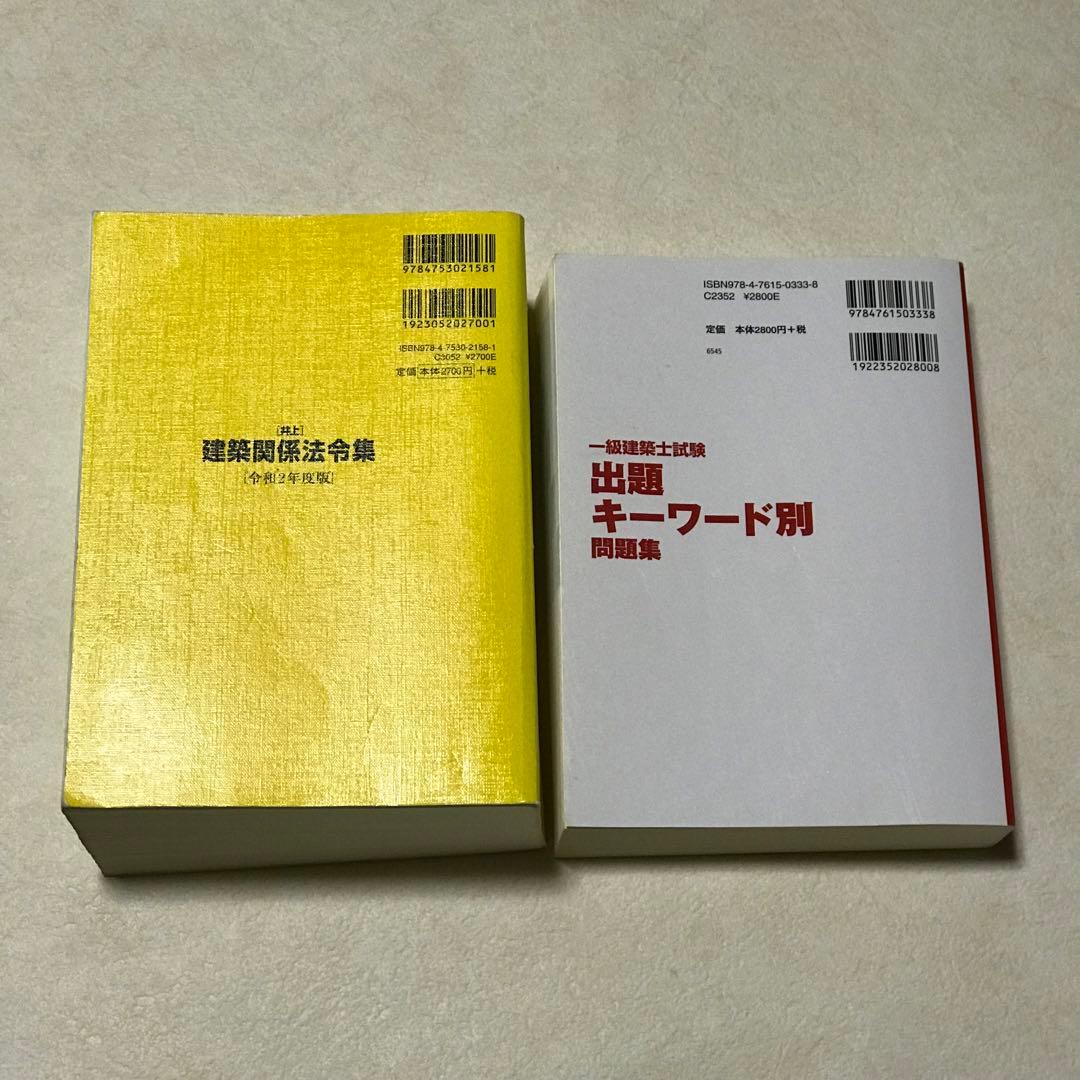 9784753021581
1923052027001
ISBN978-4-7530-2158-1
C3052 ¥2700E
定価 本体2700円 +税
[井上]
建築関係法令集
[令和2年度版]
ISBN978-4-7615-0333-8
C2352 ¥2800E
9784761503338
定価 本体2800円+税
6545
1922352028008
一級建築士試験
出題
キーワード別
問題集